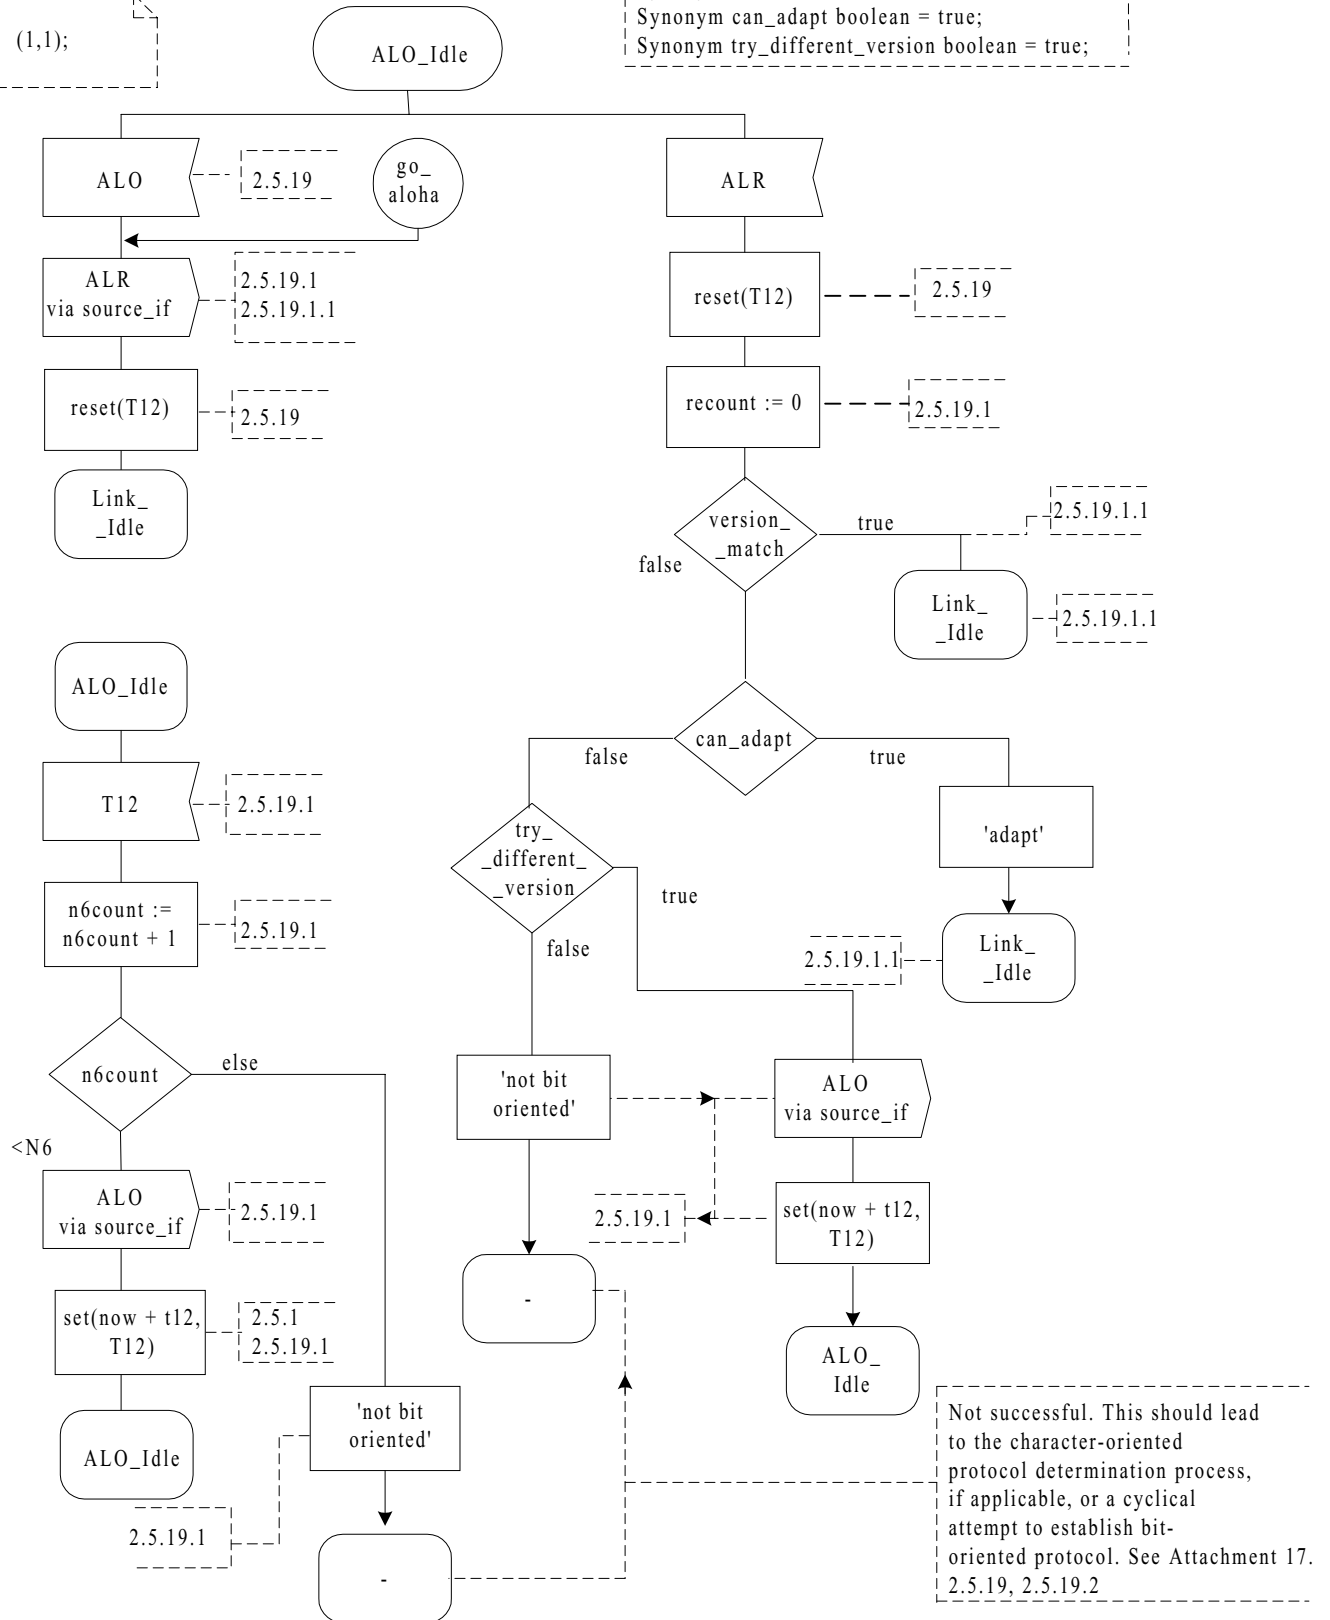 (1,1);
ALO_Idle
Synonym can_adapt boolean = true;
Synonym try_different_version boolean = true;
ALO
2.5.19
go_
aloha
ALR
via source_if
2.5.19.1
2.5.19.1.1
reset(T12)
2.5.19
Link_
_Idle
ALR
reset(T12)
2.5.19
recount := 0
2.5.19.1
version_
_match
true
false
2.5.19.1.1
Link_
_Idle
2.5.19.1.1
can_adapt
false
true
'adapt'
Link_
_Idle
2.5.19.1.1
try_
_different_
_version
true
false
'not bit
oriented'
ALO
via source_if
2.5.19.1
set(now + t12,
T12)
-
ALO_
Idle
ALO_Idle
T12
2.5.19.1
n6count :=
n6count + 1
2.5.19.1
n6count
else
<N6
ALO
via source_if
2.5.19.1
set(now + t12,
T12)
2.5.1
2.5.19.1
ALO_Idle
'not bit
oriented'
2.5.19.1
-
Not successful. This should lead
to the character-oriented
protocol determination process,
if applicable, or a cyclical
attempt to establish bit-
oriented protocol. See Attachment 17.
2.5.19, 2.5.19.2